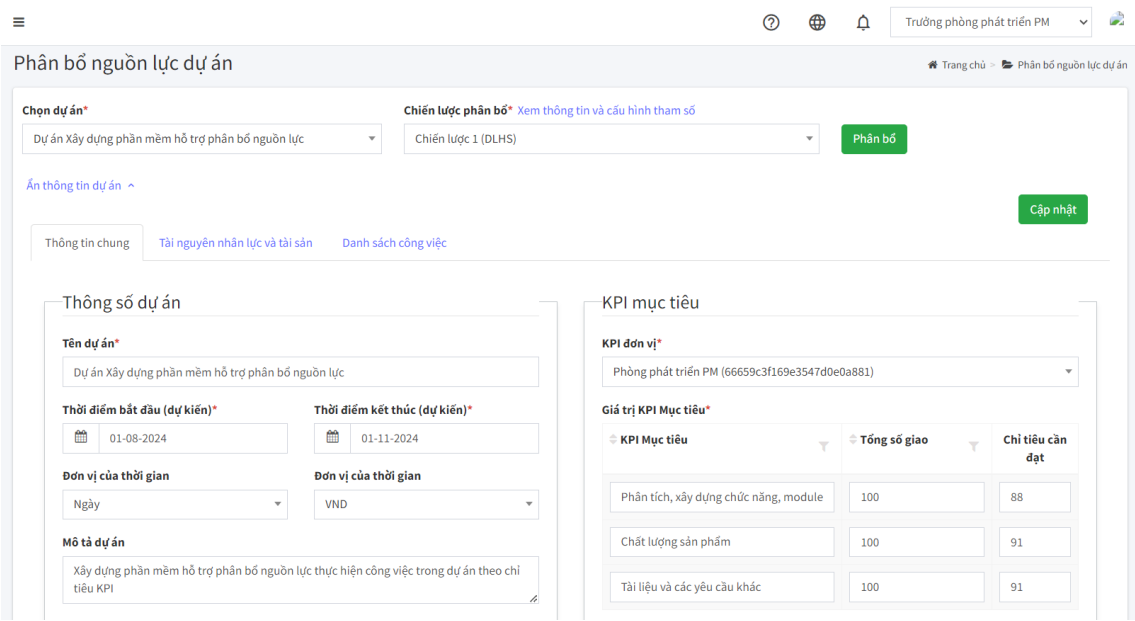 Trưởng phòng phát triển PM
Phân bổ nguồn lực dự án
Trang chủ > Phân bổ nguồn lực dự án
Chọn dự án* Chiến lược phân bổ* Xem thông tin và cấu hình tham số
Dự án Xây dựng phần mềm hỗ trợ phân bổ nguồn lực Chiến lược 1 (DLHS) Phân bổ
Ẩn thông tin dự án
Cập nhật
Thông tin chung Tài nguyên nhân lực và tài sản Danh sách công việc
Thông số dự án
Tên dự án*
Dự án Xây dựng phần mềm hỗ trợ phân bổ nguồn lực
Thời điểm bắt đầu (dự kiến)* Thời điểm kết thúc (dự kiến)*
01-08-2024 01-11-2024
Đơn vị của thời gian Đơn vị của thời gian
Ngày VND
Mô tả dự án
Xây dựng phần mềm hỗ trợ phân bổ nguồn lực thực hiện công việc trong dự án theo chỉ
tiêu KPI
KPI mục tiêu
KPI đơn vị*
Phòng phát triển PM (66659c3f169e3547d0e0a881)
Giá trị KPI Mục tiêu*
KPI Mục tiêu Tổng số giao Chỉ tiêu cần
đạt
Phân tích, xây dựng chức năng, module 100 88
Chất lượng sản phẩm 100 91
Tài liệu và các yêu cầu khác 100 91